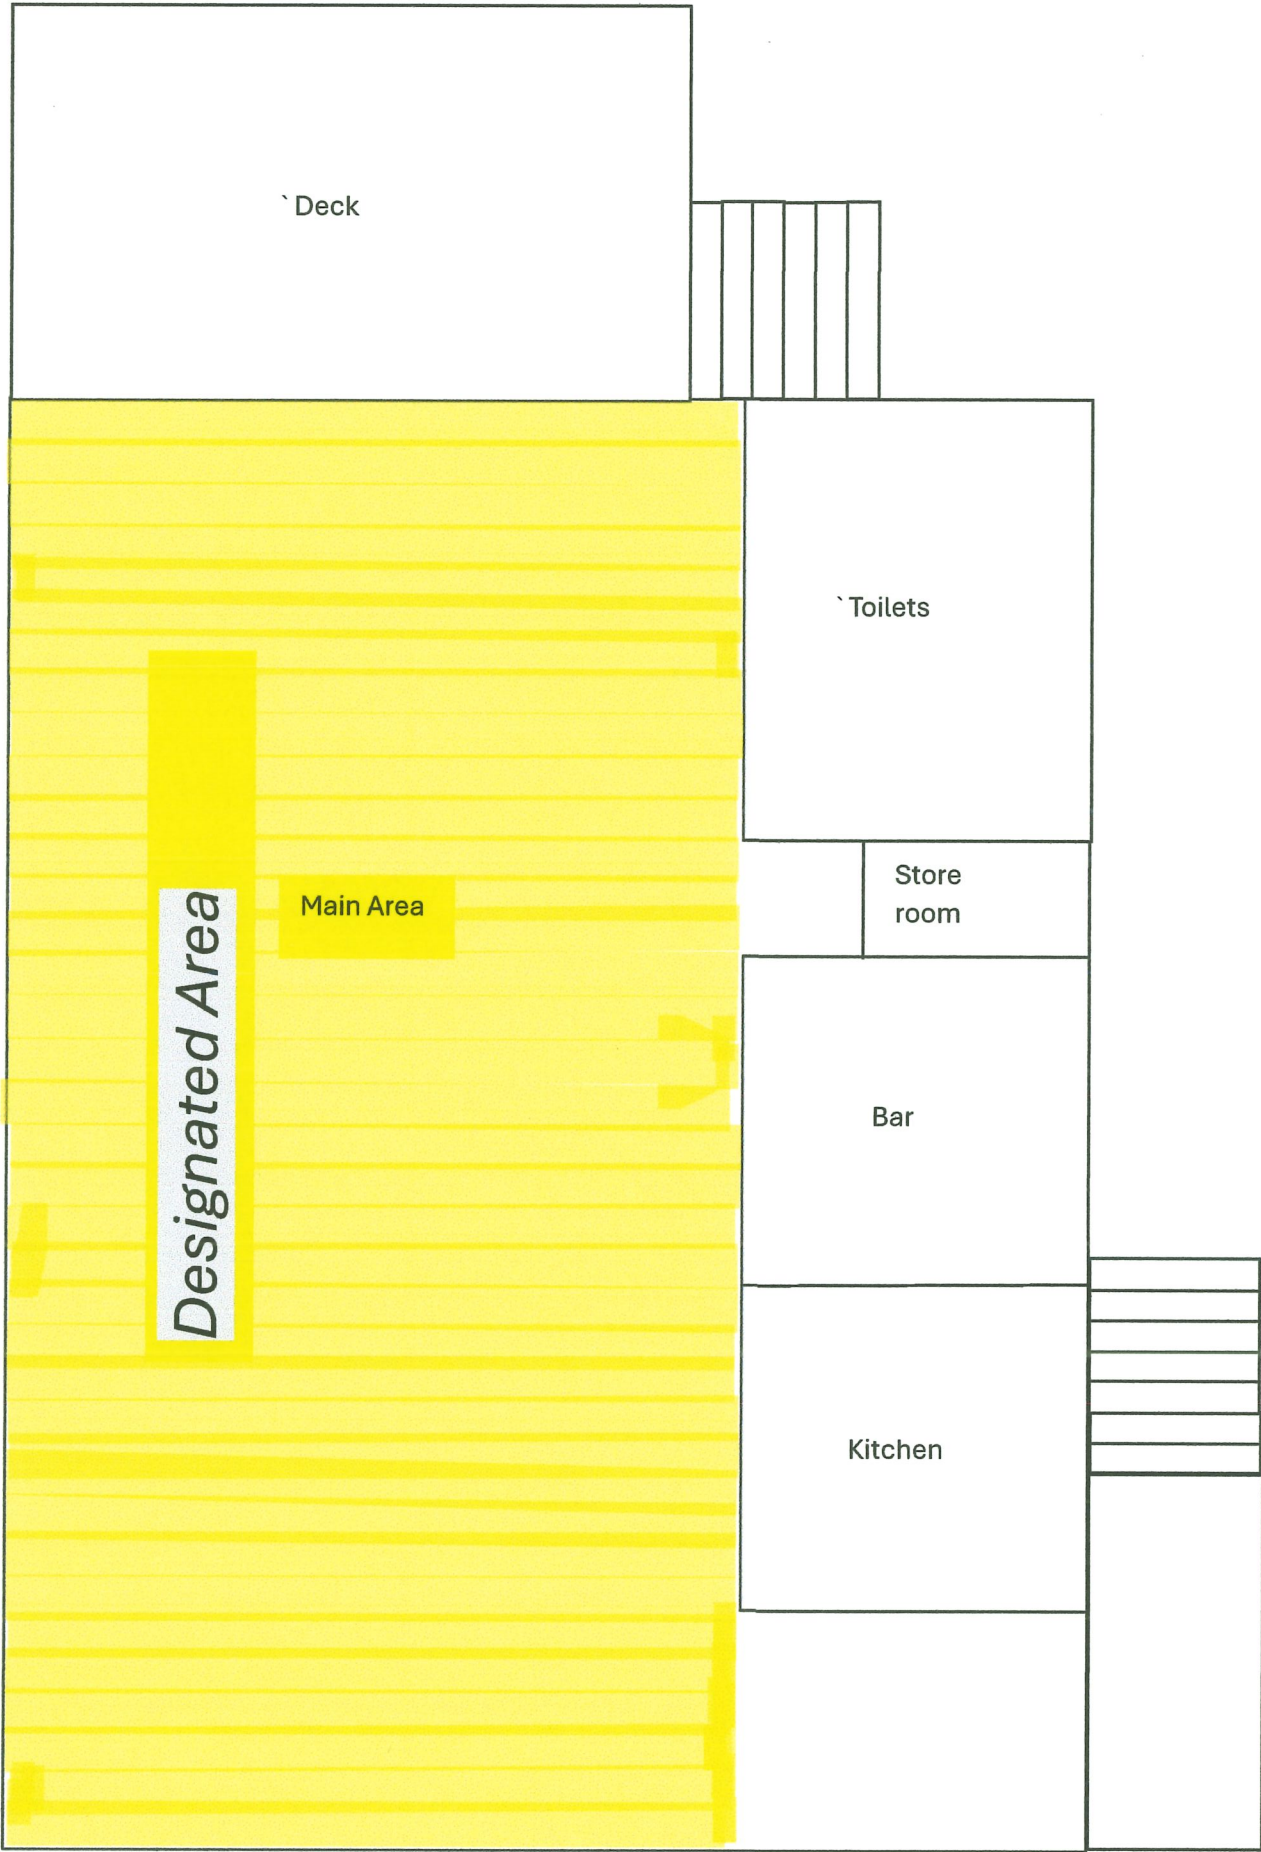 `Deck
`Toilets
Store
room
Main Area
Designated Area
Bar
Kitchen